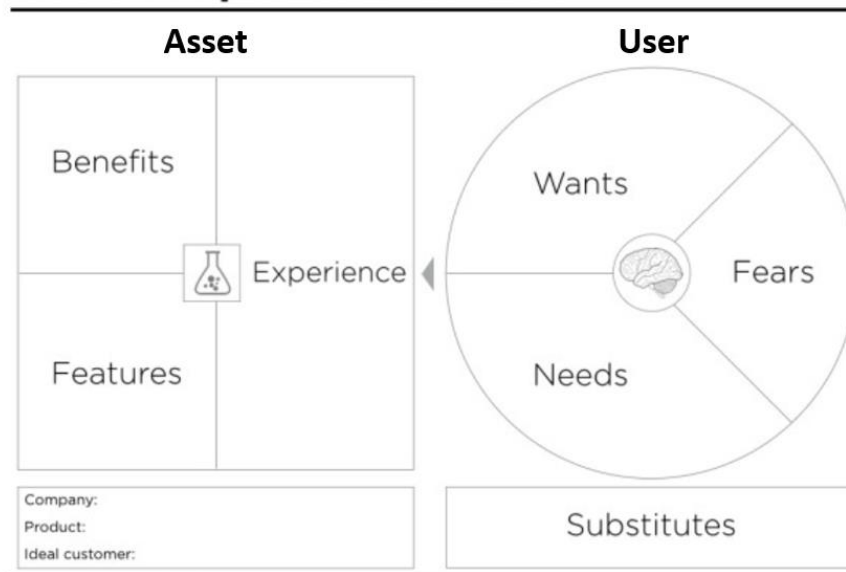 Asset
User
Benefits
Experience
Features
Wants
Fears
Needs
Company:
Product:
Ideal customer:
Substitutes